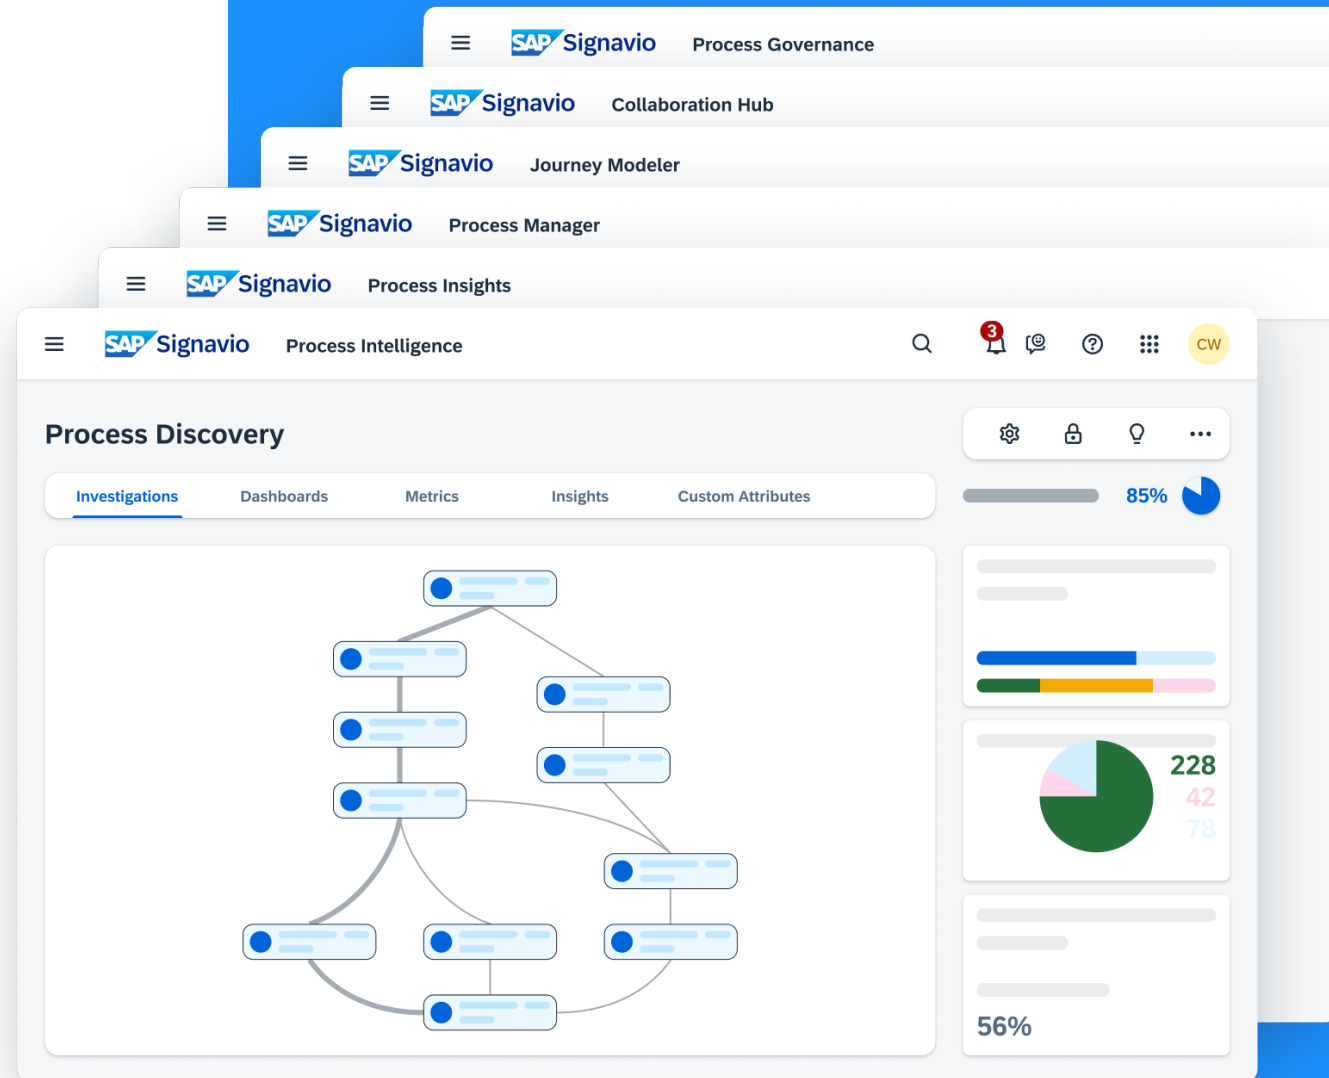 SAP Signavio Process Governance
SAP Signavio Collaboration Hub
SAP Signavio Journey Modeler
SAP Signavio Process Manager
SAP Signavio Process Insights
SAP Signavio Process Intelligence 3 CW
Process Discovery
Investigations Dashboards Metrics Insights Custom Attributes 85%
228
42
78
56%